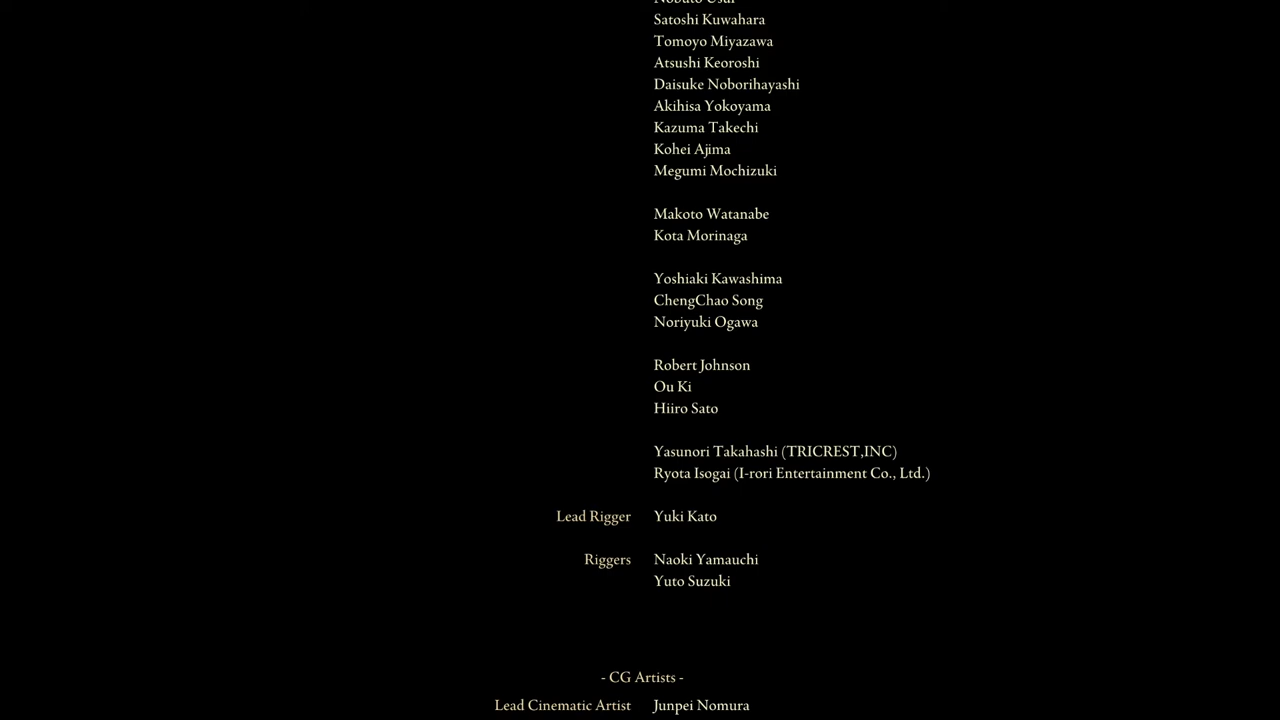 Nobuto Usui
Satoshi Kuwahara
Tomoyo Miyazawa
Atsushi Keoroshi
Daisuke Noborihayashi
Akihisa Yokoyama
Kazuma Takechi
Kohei Ajima
Megumi Mochizuki
Makoto Watanabe
Kota Morinaga
Yoshiaki Kawashima
ChengChao Song
Noriyuki Ogawa
Robert Johnson
Ou Ki
Hiiro Sato
Yasunori Takahashi (TRICREST,INC)
Ryota Isogai (I-rori Entertainment Co., Ltd.)
Lead Rigger Yuki Kato
Riggers Naoki Yamauchi
Yuto Suzuki
- CG Artists -
Lead Cinematic Artist Junpei Nomura